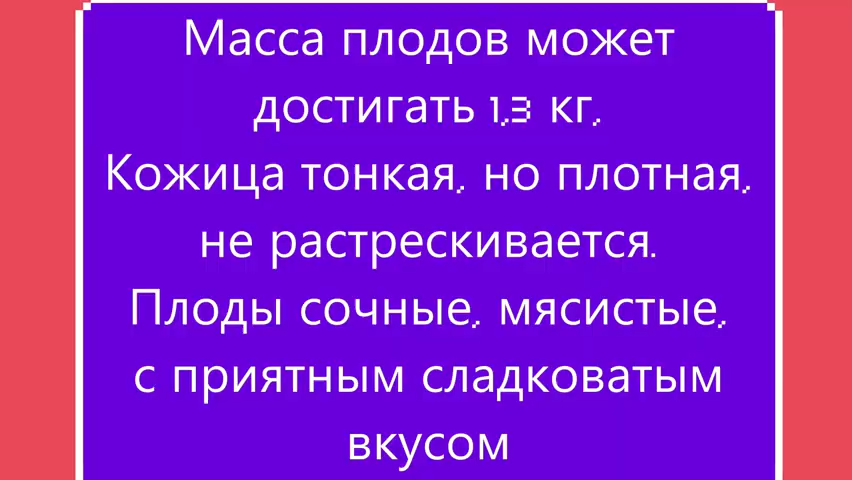 Масса плодов может
достигать 1,3 кг,
Кожица тонкая, но плотная,
не растрескивается.
Плоды сочные, мясистые,
с приятным сладковатым
вкусом